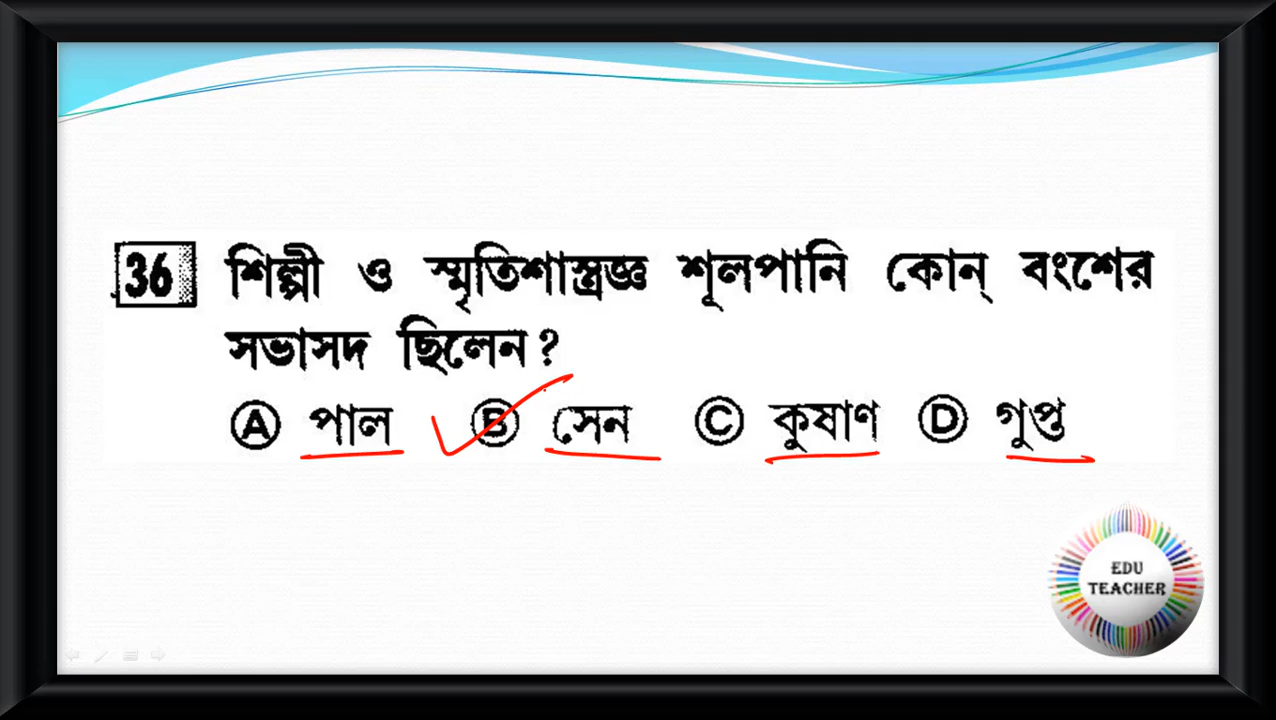 36 শিল্পী ও স্মৃতিশাস্ত্রজ্ঞ শূলপানি কোন্ বংশের
সভাসদ ছিলেন?
Ⓐ পাল Ⓑ সেন Ⓒ কুষাণ Ⓓ গুপ্ত
EDU
TEACHER